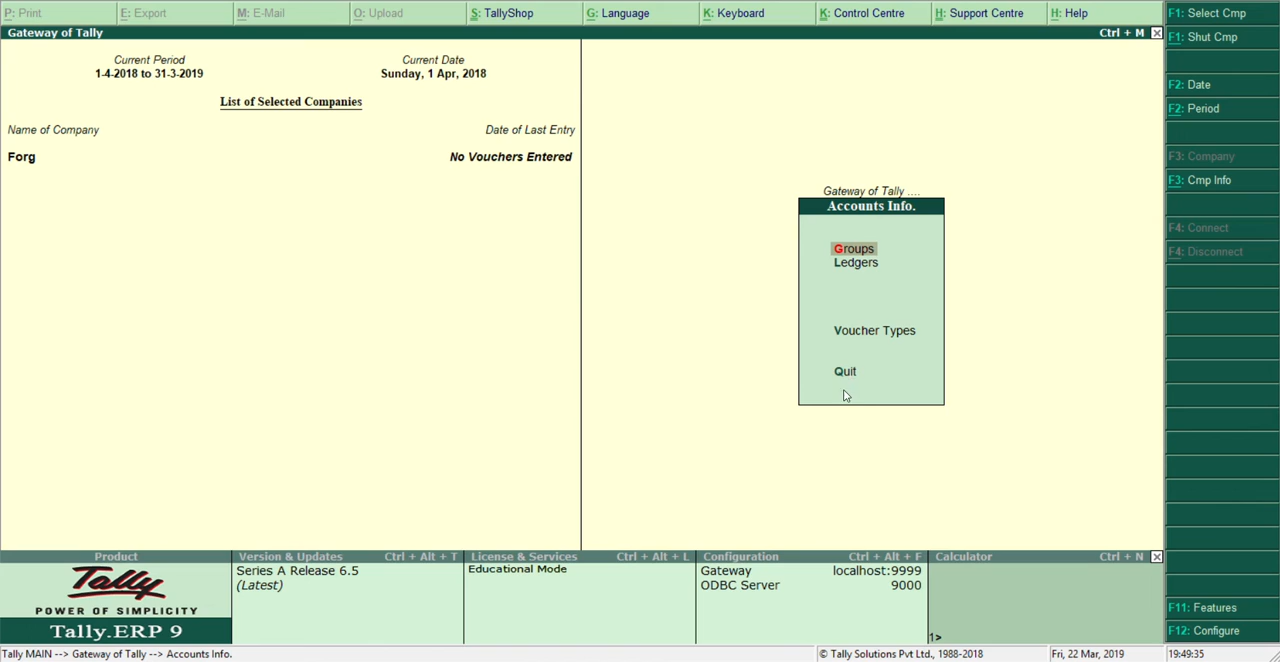 P: Print
E: Export
M: E-Mail
O: Upload
S: TallyShop
G: Language
K: Keyboard
K: Control Centre
H: Support Centre
H: Help
Gateway of Tally
Ctrl + M
Current Period
1-4-2018 to 31-3-2019
Current Date
Sunday, 1 Apr, 2018
List of Selected Companies
Name of Company
Date of Last Entry
Forg
No Vouchers Entered
Gateway of Tally ....
Accounts Info.
Groups
Ledgers
Voucher Types
Quit
F1: Select Cmp
F1: Shut Cmp
F2: Date
F2: Period
F3: Company
F3: Cmp Info
F4: Connect
F4: Disconnect
F11: Features
F12: Configure
Product
Tally
POWER OF SIMPLICITY
Tally.ERP 9
Version & Updates
Ctrl + Alt + T
Series A Release 6.5
(Latest)
License & Services
Ctrl + Alt + L
Educational Mode
Configuration
Ctrl + Alt + F
Gateway
localhost:9999
ODBC Server
9000
Calculator
Ctrl + N
1>
Tally MAIN --> Gateway of Tally --> Accounts Info.
© Tally Solutions Pvt Ltd., 1988-2018
Fri, 22 Mar, 2019
19:49:35